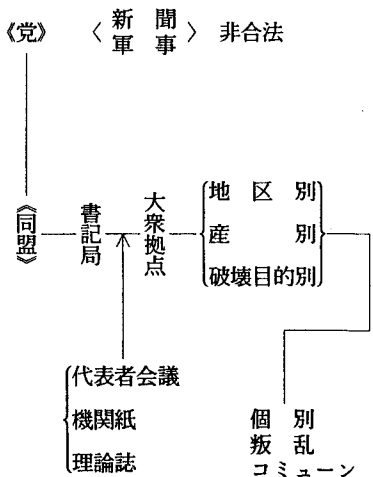 《党》
〈新聞
軍事〉
非合法
《同盟》
書記局
大衆拠点
地区別
産別
破壊目的別
代表者会議
機関紙
理論誌
個別
叛乱
コミューン